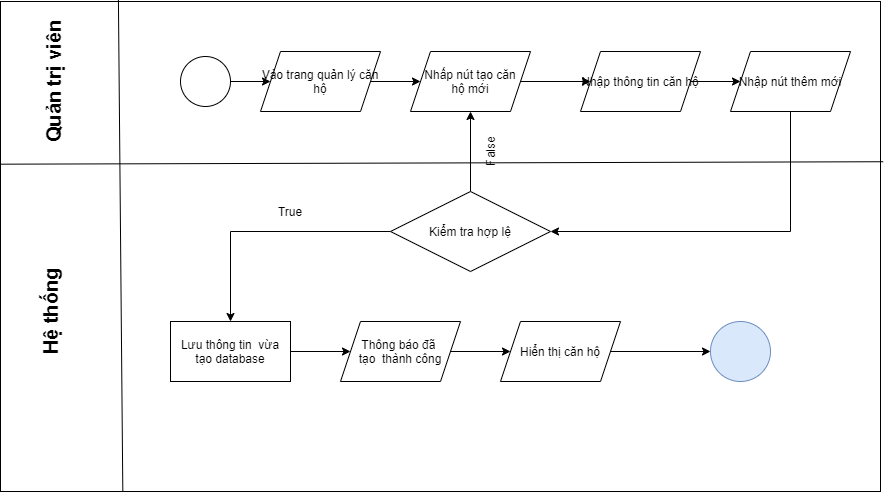 Quản trị viên
Vào trang quản lý căn
hộ
Nhấp nút tạo căn
hộ mới
Nhập thông tin căn hộ
Nhập nút thêm mới
False
Hệ thống
Kiểm tra hợp lệ
True
Lưu thông tin vừa
tạo database
Thông báo đã
tạo thành công
Hiển thị căn hộ